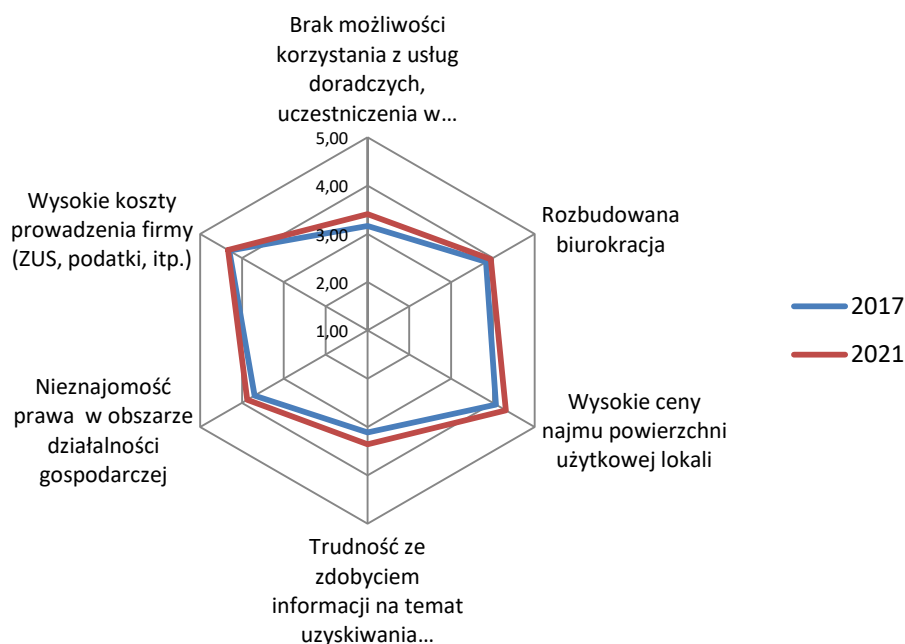 Brak możliwości
korzystania z usług
doradczych,
uczestniczenia w…
5,00
4,00
3,00
2,00
1,00
Rozbudowana
biurokracja
Wysokie ceny
najmu powierzchni
użytkowej lokali
Trudność ze
zdobyciem
informacji na temat
uzyskiwania…
Nieznajomość
prawa w obszarze
działalności
gospodarczej
Wysokie koszty
prowadzenia firmy
(ZUS, podatki, itp.)
2017
2021